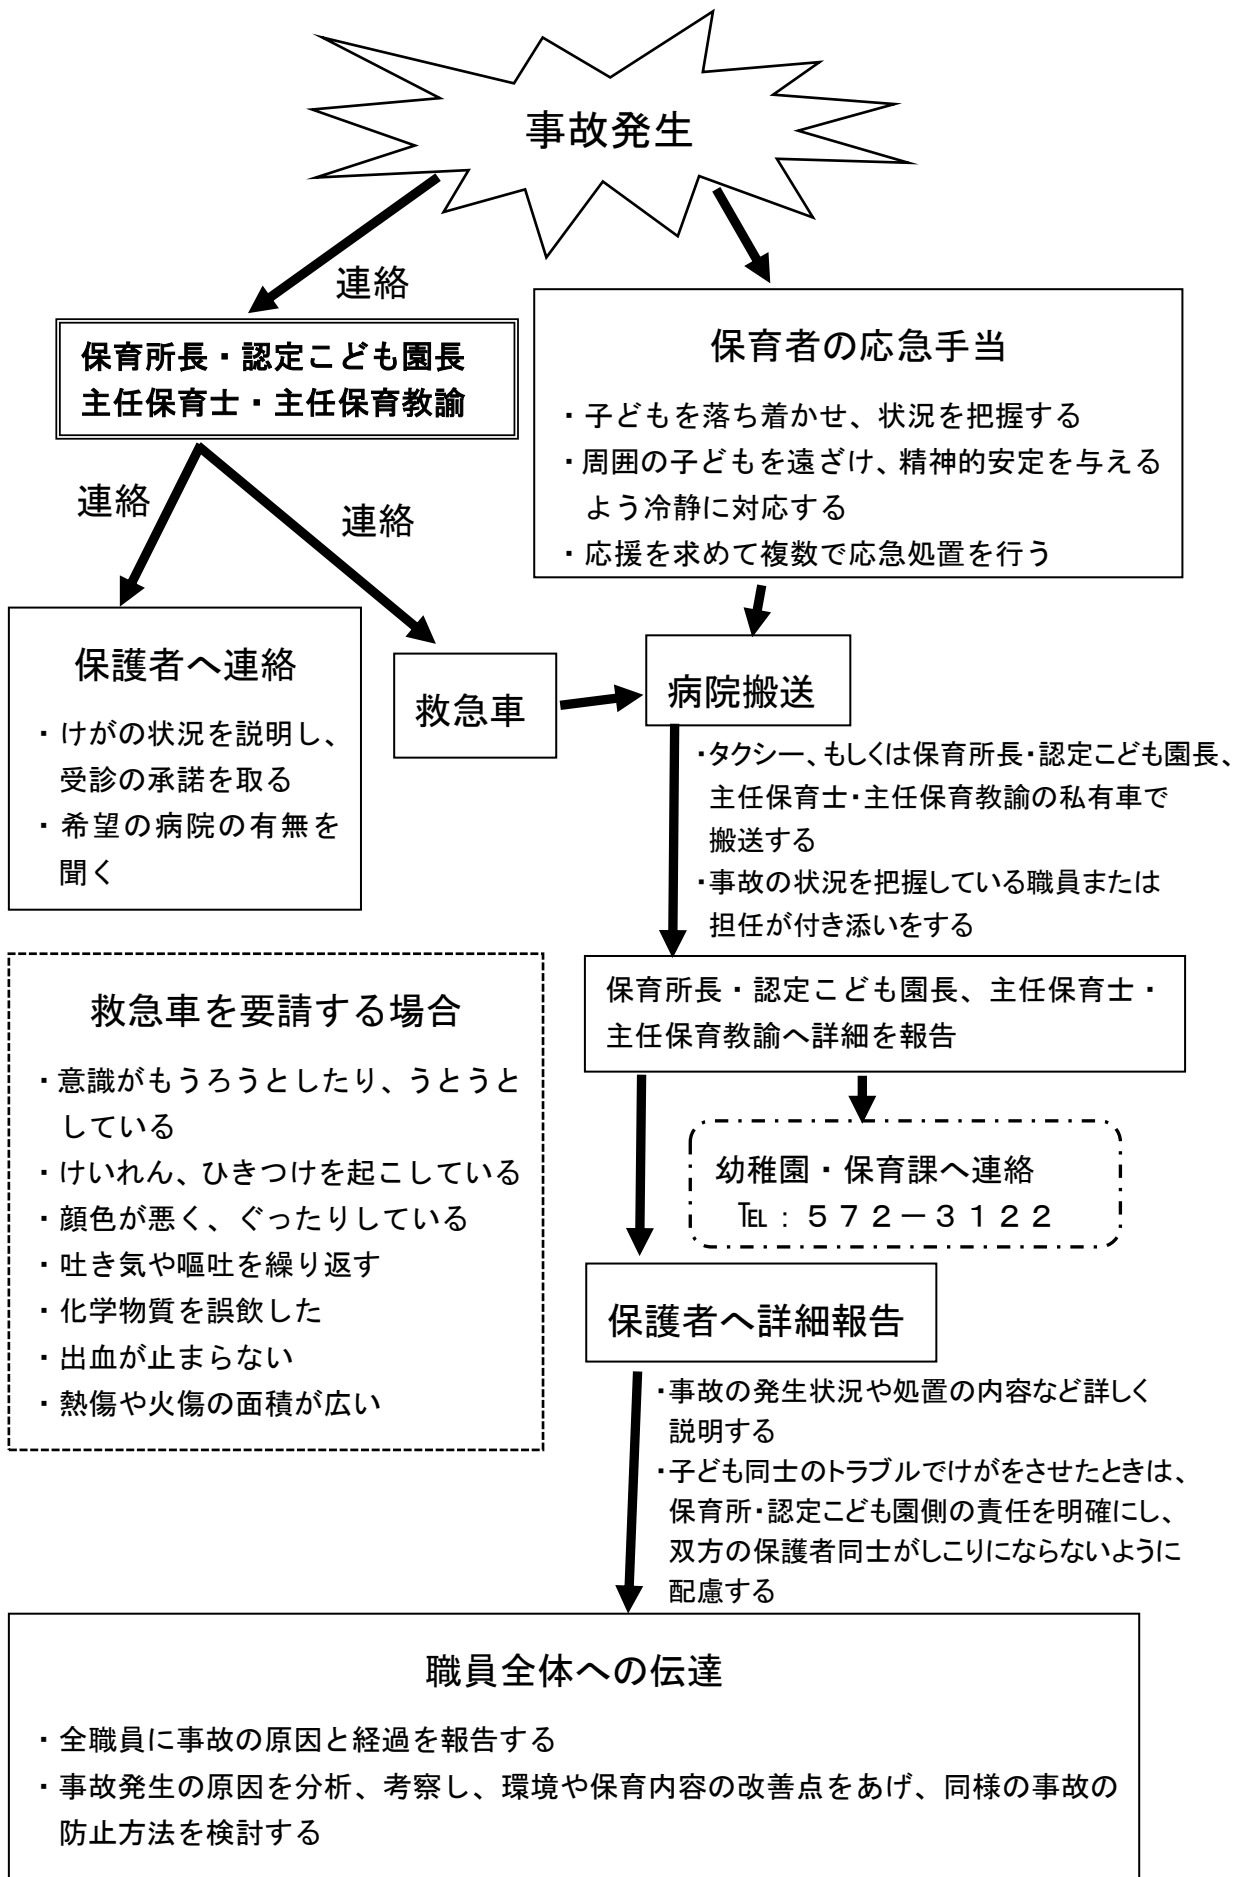 事故発生
連絡
保育所長・認定こども園長
主任保育士・主任保育教諭
保育者の応急手当
・子どもを落ち着かせ、状況を把握する
・周囲の子どもを遠ざけ、精神的安定を与える
よう冷静に対応する
・応援を求めて複数で応急処置を行う
連絡
連絡
保護者へ連絡
・けがの状況を説明し、
受診の承諾を取る
・希望の病院の有無を
聞く
救急車
病院搬送
・タクシー、もしくは保育所長・認定こども園長、
主任保育士・主任保育教諭の私有車で
搬送する
・事故の状況を把握している職員または
担任が付き添いをする
救急車を要請する場合
・意識がもうろうとしたり、うとうと
している
・けいれん、ひきつけを起こしている
・顔色が悪く、ぐったりしている
・吐き気や嘔吐を繰り返す
・化学物質を誤飲した
・出血が止まらない
・熱傷や火傷の面積が広い
保育所長・認定こども園長、主任保育士・
主任保育教諭へ詳細を報告
幼稚園・保育課へ連絡
℡：５７２－３１２２
保護者へ詳細報告
・事故の発生状況や処置の内容など詳しく
説明する
・子ども同士のトラブルでけがをさせたときは、
保育所・認定こども園側の責任を明確にし、
双方の保護者同士がしこりにならないように
配慮する
職員全体への伝達
・全職員に事故の原因と経過を報告する
・事故発生の原因を分析、考察し、環境や保育内容の改善点をあげ、同様の事故の
防止方法を検討する